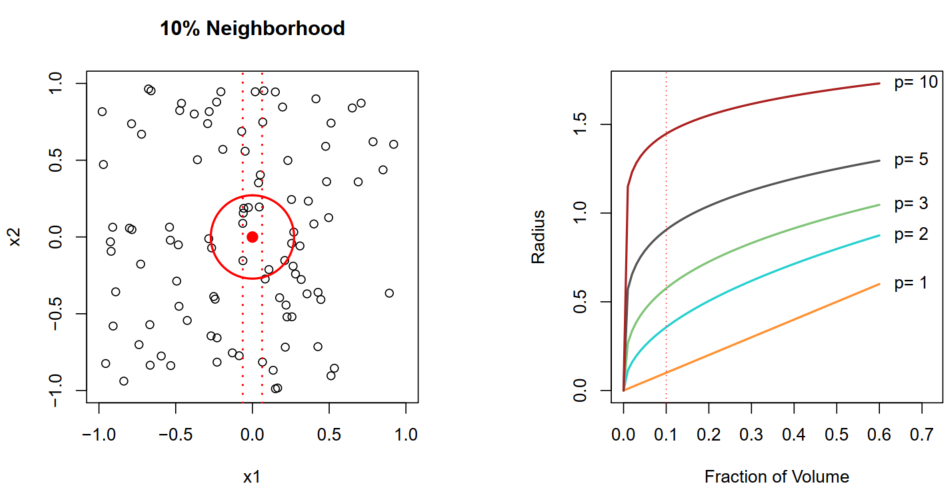 10% Neighborhood
1.0
0.5
0.0
−0.5
−1.0
x2
−1.0 −0.5 0.0 0.5 1.0
x1
p= 10
p= 5
p= 3
p= 2
p= 1
1.5
1.0
0.5
0.0
Radius
0.0 0.1 0.2 0.3 0.4 0.5 0.6 0.7
Fraction of Volume